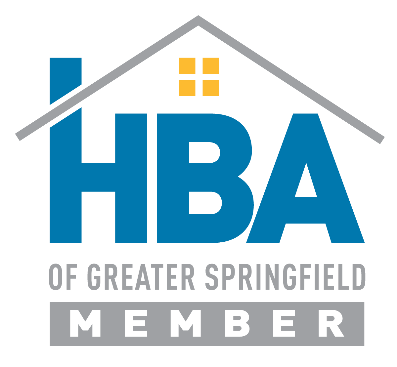 HBA
OF GREATER SPRINGFIELD
MEMBER